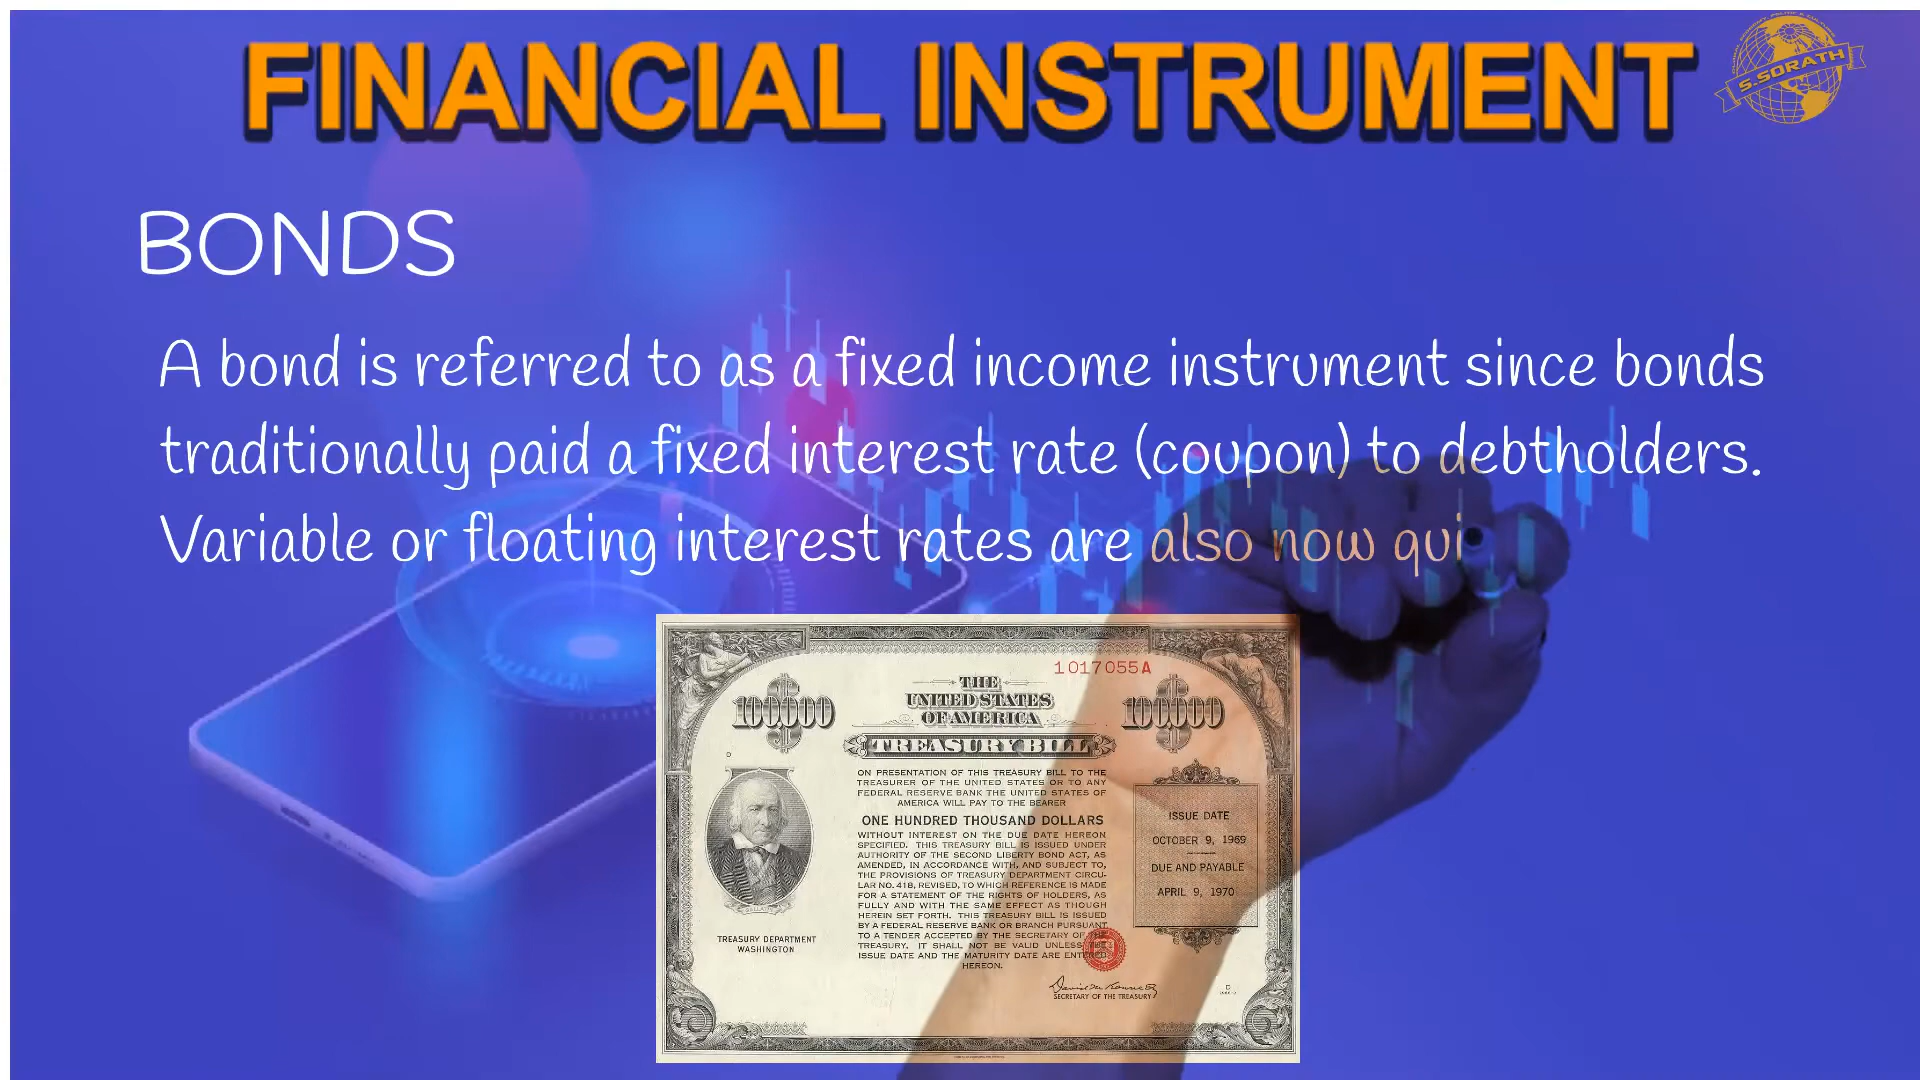 FINANCIAL INSTRUMENT
S.SORATH
BONDS
A bond is referred to as a fixed income instrument since bonds
traditionally paid a fixed interest rate (coupon) to debtholders.
Variable or floating interest rates are also now qui
1017055A
100,000
THE
UNITED STATES
OF AMERICA
100,000
TREASURY BILL
D
ON PRESENTATION OF THIS TREASURY BILL TO THE
TREASURER OF THE UNITED STATES OR TO ANY
FEDERAL RESERVE BANK THE UNITED STATES OF
AMERICA WILL PAY TO THE BEARER
ONE HUNDRED THOUSAND DOLLARS
WITHOUT INTEREST ON THE DUE DATE HEREON
SPECIFIED. THIS TREASURY BILL IS ISSUED UNDER
AUTHORITY OF THE SECOND LIBERTY BOND ACT, AS
AMENDED, IN ACCORDANCE WITH, AND SUBJECT TO,
THE PROVISIONS OF TREASURY DEPARTMENT CIRCU-
LAR NO. 418, REVISED, TO WHICH REFERENCE IS MADE
FOR A STATEMENT OF THE RIGHTS OF HOLDERS, AS
FULLY AND WITH THE SAME EFFECT AS THOUGH
HEREIN SET FORTH. THIS TREASURY BILL IS ISSUED
BY A FEDERAL RESERVE BANK OR BRANCH PURSUANT
TO A TENDER ACCEPTED BY THE SECRETARY OF THE
TREASURY. IT SHALL NOT BE VALID UNLESS THE
ISSUE DATE AND THE MATURITY DATE ARE ENTERED
HEREON.
ISSUE DATE
OCTOBER 9, 1969
DUE AND PAYABLE
APRIL 9, 1970
TREASURY DEPARTMENT
WASHINGTON
SECRETARY OF THE TREASURY
D